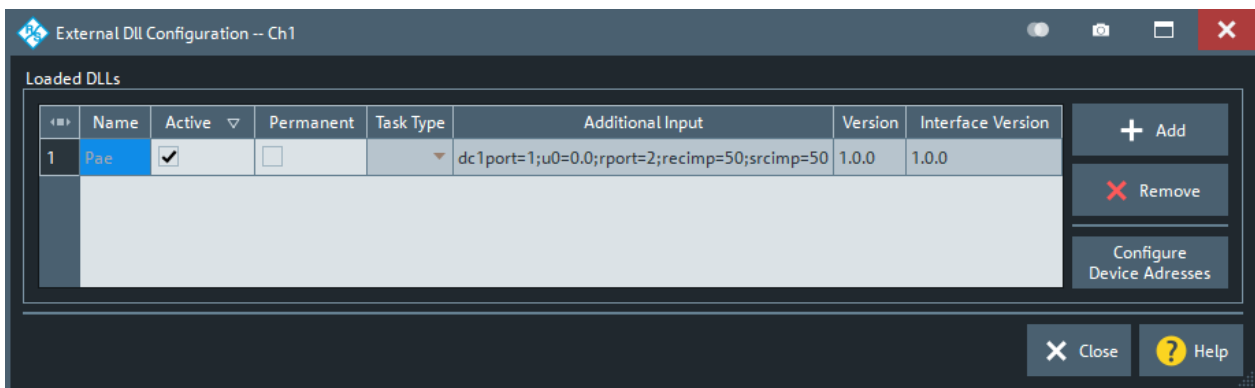 R&S External Dll Configuration -- Ch1
Loaded DLLs
Name Active Permanent Task Type Additional Input Version Interface Version
1 Pae dc1port=1;u0=0.0;rport=2;recimp=50;srcimp=50 1.0.0 1.0.0
Add
Remove
Configure
Device Adresses
Close ? Help